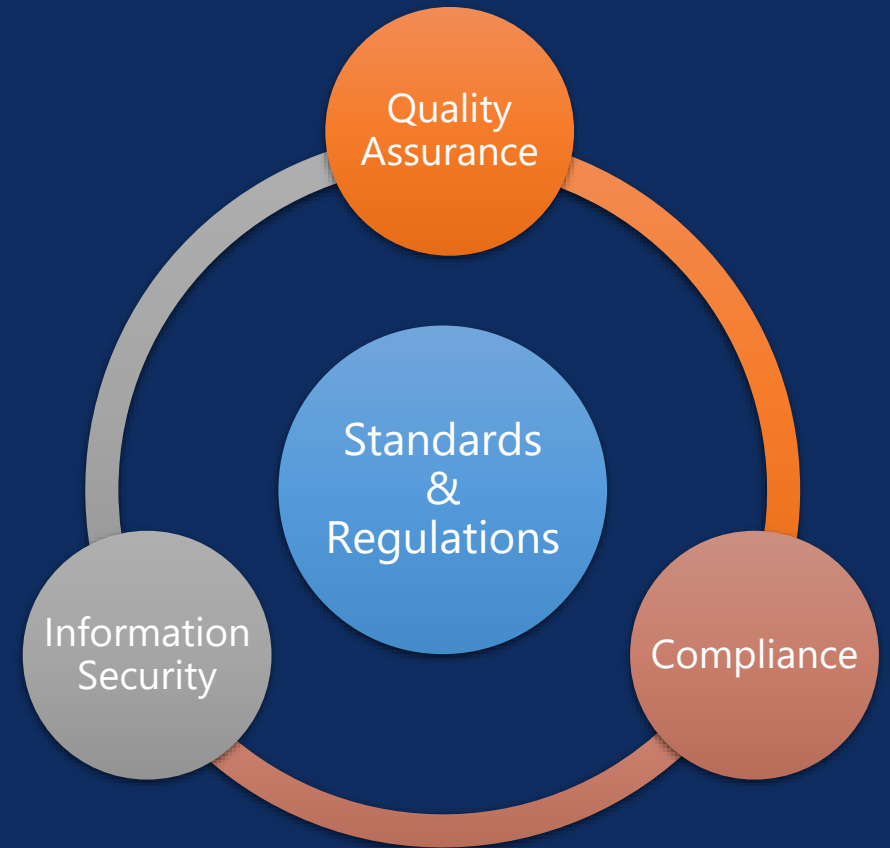 Quality
Assurance
Standards
&
Regulations
Information
Security
Compliance